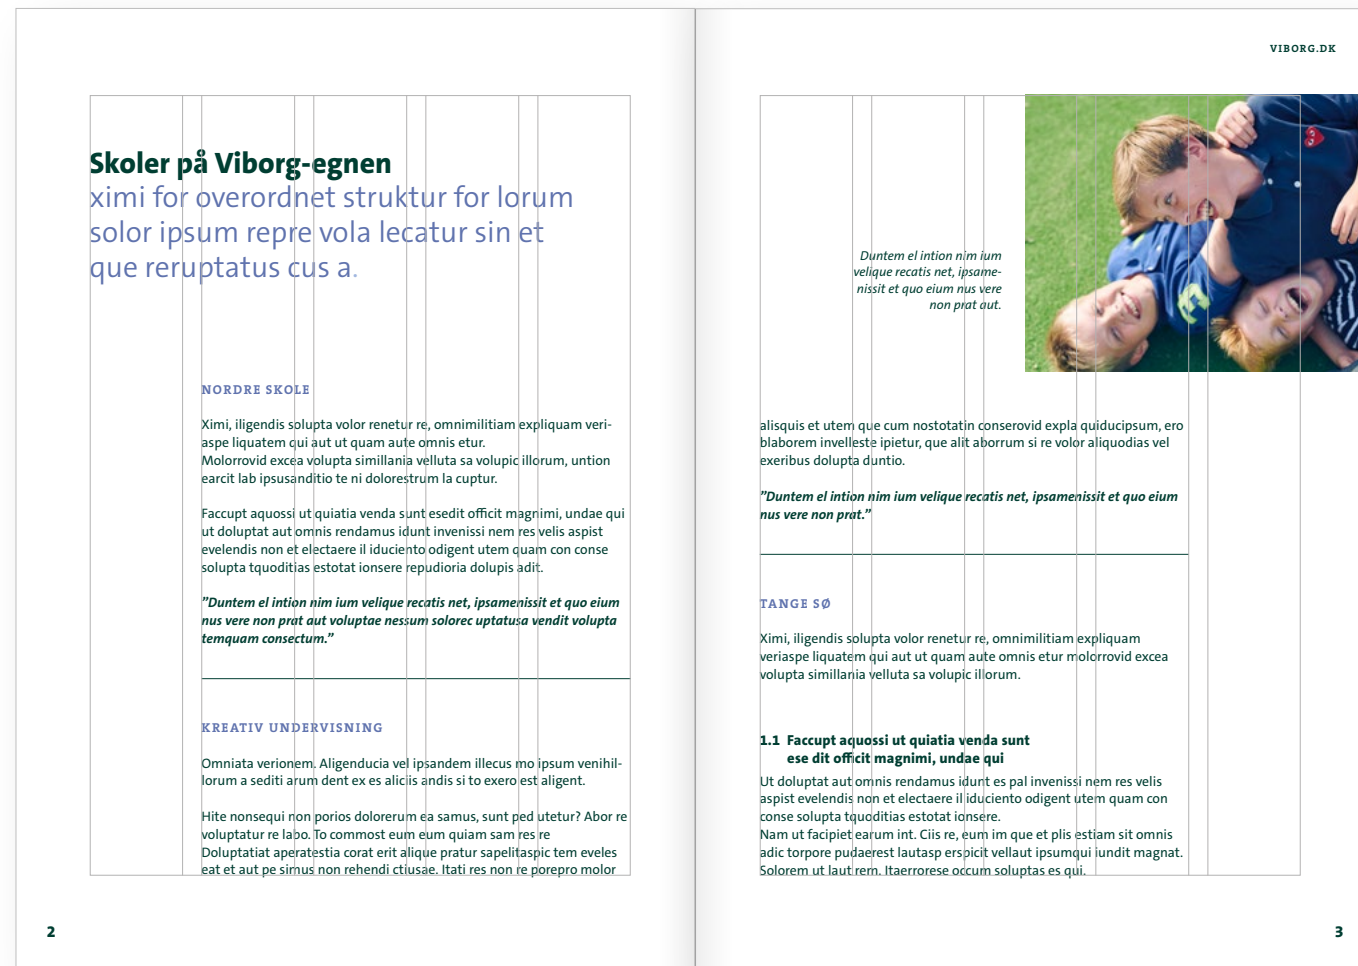 Skoler på Viborg-egnen
ximi for overordnet struktur for lorum
solor ipsum repre vola lecatur sin et
que reruptatus cus a.
NORDRE SKOLE
Ximi, iligendis solupta volor renetur re, omnimilitiam expliquam veri-
aspe liquatem qui aut ut quam aute omnis etur.
Molorrovid excea volupta simillania velluta sa volupic illorum, untion
earcit lab ipsusanditio te ni dolorestrum la cuptur.
Faccupt aquossi ut quiatia venda sunt esedit officit magnimi, undae qui
ut doluptat aut omnis rendamus idunt invenissi nem res velis aspist
evelendis non et electaere il iduciento odigent utem quam con conse
solupta tquoditias estotat ionsere repudioria dolupis adit.
”Duntem el intion nim ium velique recatis net, ipsamenissit et quo eium
nus vere non prat aut voluptae nessum solorec uptatusa vendit volupta
temquam consectum.”
KREATIV UNDERVISNING
Omniata verionem. Aligenducia vel ipsandem illecus mo ipsum venihil-
lorum a sediti arum dent ex es aliciis andis si to exero est aligent.
Hite nonsequi non porios dolorerum ea samus, sunt ped utetur? Abor re
voluptatur re labo. To commost eum eum quiam sam res re
Doluptatiat aperatestia corat erit alique pratur sapelitaspic tem eveles
eat et aut pe simus non rehendi ctiusae. Itati res non re porepro molor
2
VIBORG.DK
Duntem el intion nim ium
velique recatis net, ipsame-
nissit et quo eium nus vere
non prat aut.
alisquis et utem que cum nostotatin conserovid expla quiducipsum, ero
blaborem invelleste ipietur, que alit aborrum si re volor aliquodias vel
exeribus dolupta duntio.
”Duntem el intion nim ium velique recatis net, ipsamenissit et quo eium
nus vere non prat.”
TANGE SØ
Ximi, iligendis solupta volor renetur re, omnimilitiam expliquam
veriaspe liquatem qui aut ut quam aute omnis etur molorrovid excea
volupta simillania velluta sa volupic illorum.
1.1 Faccupt aquossi ut quiatia venda sunt
ese dit officit magnimi, undae qui
Ut doluptat aut omnis rendamus idunt es pal invenissi nem res velis
aspist evelendis non et electaere il iduciento odigent utem quam con
conse solupta tquoditias estotat ionsere.
Nam ut facipiet earum int. Ciis re, eum im que et plis estiam sit omnis
adic torpore pudaerest lautasp erspicit vellaut ipsumqui iundit magnat.
Solorem ut laut rem. Itaerrorese occum soluptas es qui.
3